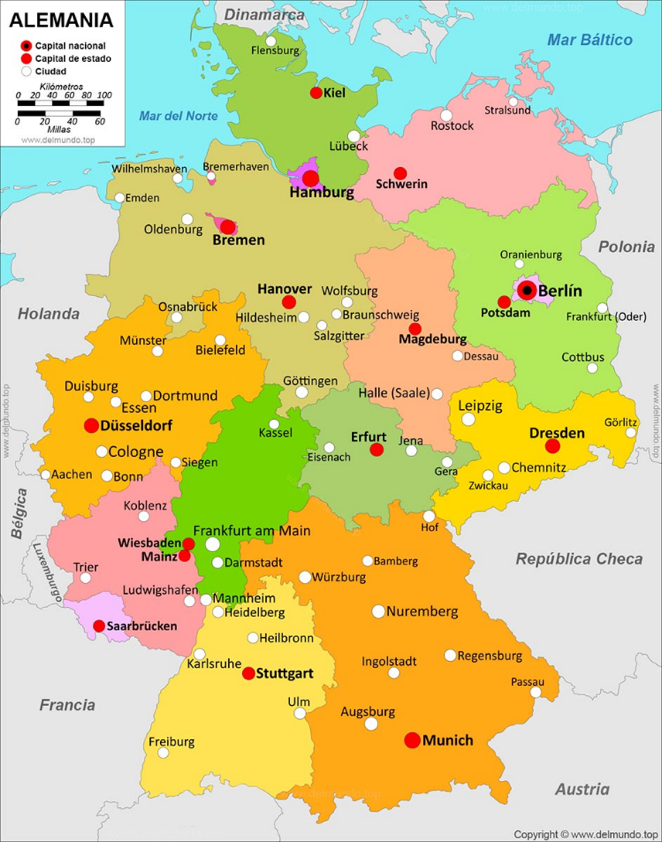 ALEMANIA
Capital nacional
Capital de estado
Ciudad
Kilómetros
0 20 40 60 80 100
0 20 40 60
Millas
www.delmundo.top
Dinamarca
Mar Báltico
Mar del Norte
Flensburg
Kiel
Lübeck
Rostock
Stralsund
Schwerin
Hamburg
Wilhelmshaven
Bremerhaven
Emden
Oldenburg
Bremen
Polonia
Oranienburg
Berlín
Potsdam
Frankfurt (Oder)
Cottbus
Holanda
Hanover
Wolfsburg
Osnabrück
Hildesheim
Braunschweig
Salzgitter
Magdeburg
Dessau
Münster
Bielefeld
Göttingen
Halle (Saale)
Duisburg
Dortmund
Essen
Düsseldorf
Leipzig
Görlitz
Dresden
Kassel
Erfurt
Jena
Eisenach
Gera
Chemnitz
Zwickau
Cologne
Siegen
Aachen
Bonn
www.delmundo.top
www.delmundo.top
Bélgica
Koblenz
Hof
Frankfurt am Main
Wiesbaden
Mainz
Darmstadt
Bamberg
Würzburg
República Checa
Luxemburgo
Trier
Ludwigshafen
Mannheim
Heidelberg
Nuremberg
Saarbrücken
Heilbronn
Karlsruhe
Stuttgart
Ingolstadt
Regensburg
Passau
Francia
Ulm
Augsburg
Munich
Freiburg
Austria
Copyright © www.delmundo.top